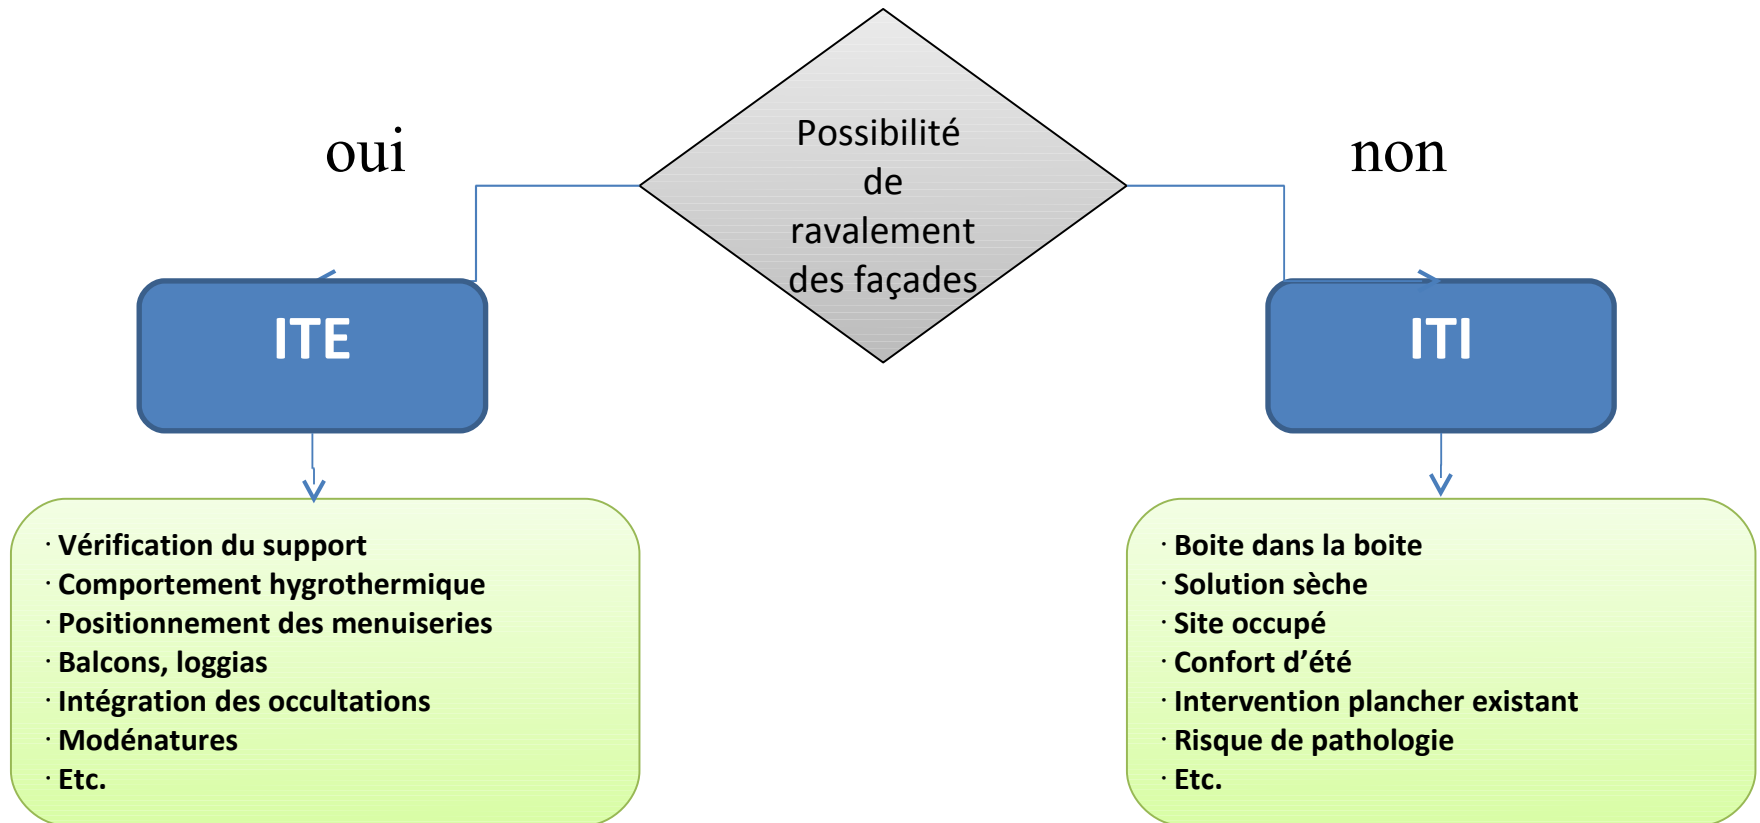 oui
Possibilité
de
ravalement
des façades
non
ITE
ITI
· Vérification du support
· Comportement hygrothermique
· Positionnement des menuiseries
· Balcons, loggias
· Intégration des occultations
· Modénatures
· Etc.
· Boite dans la boite
· Solution sèche
· Site occupé
· Confort d’été
· Intervention plancher existant
· Risque de pathologie
· Etc.